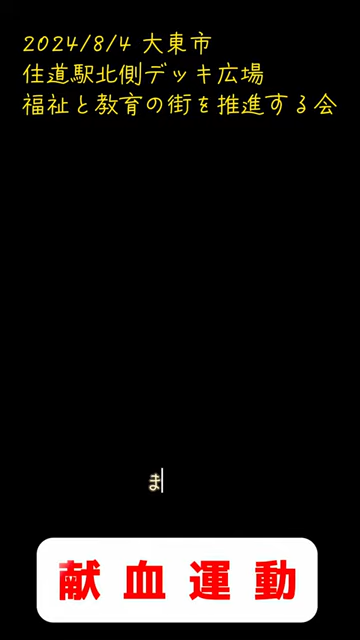 2024/8/4 大東市
住道駅北側デッキ広場
福祉と教育の街を推進する会
ま
献血運動